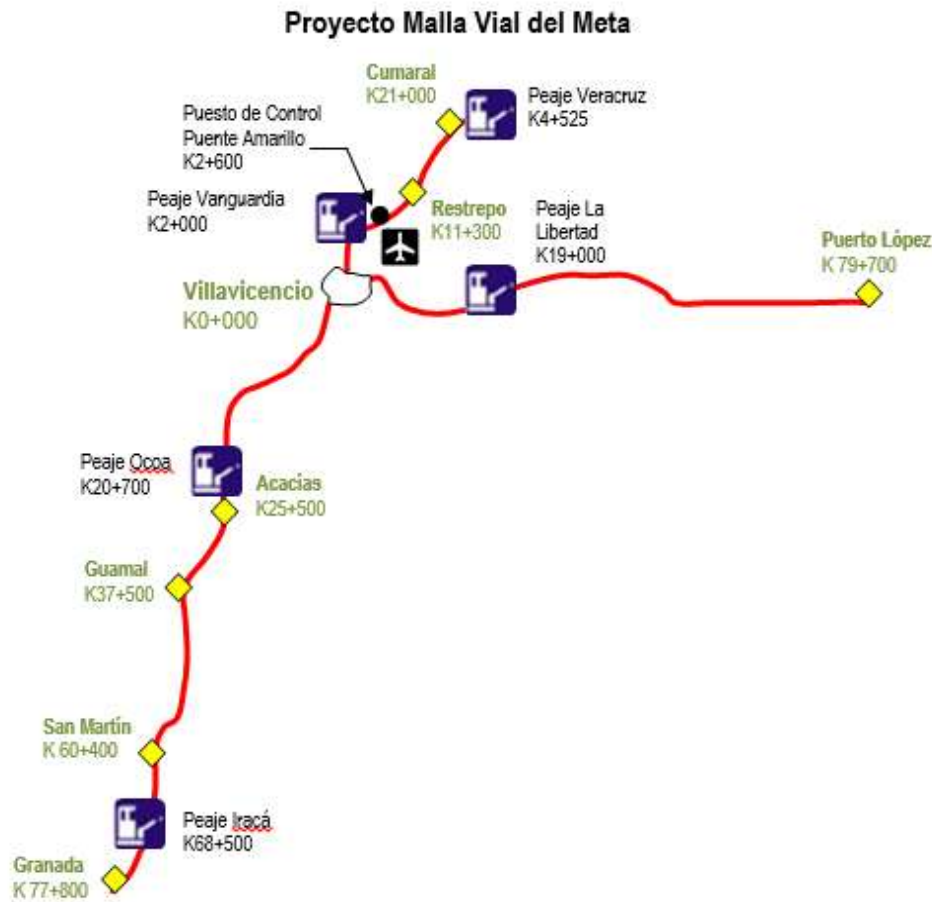 Proyecto Malla Vial del Meta
Cumaral
K21+000
Peaje Veracruz
K4+525
Puesto de Control
Puente Amarillo
K2+600
Peaje Vanguardia
K2+000
Restrepo
K11+300
Peaje La
Libertad
K19+000
Puerto López
K 79+700
Villavicencio
K0+000
Peaje Ocoa
K20+700
Acacias
K25+500
Guamal
K37+500
San Martín
K 60+400
Peaje Iracá
K68+500
Granada
K 77+800